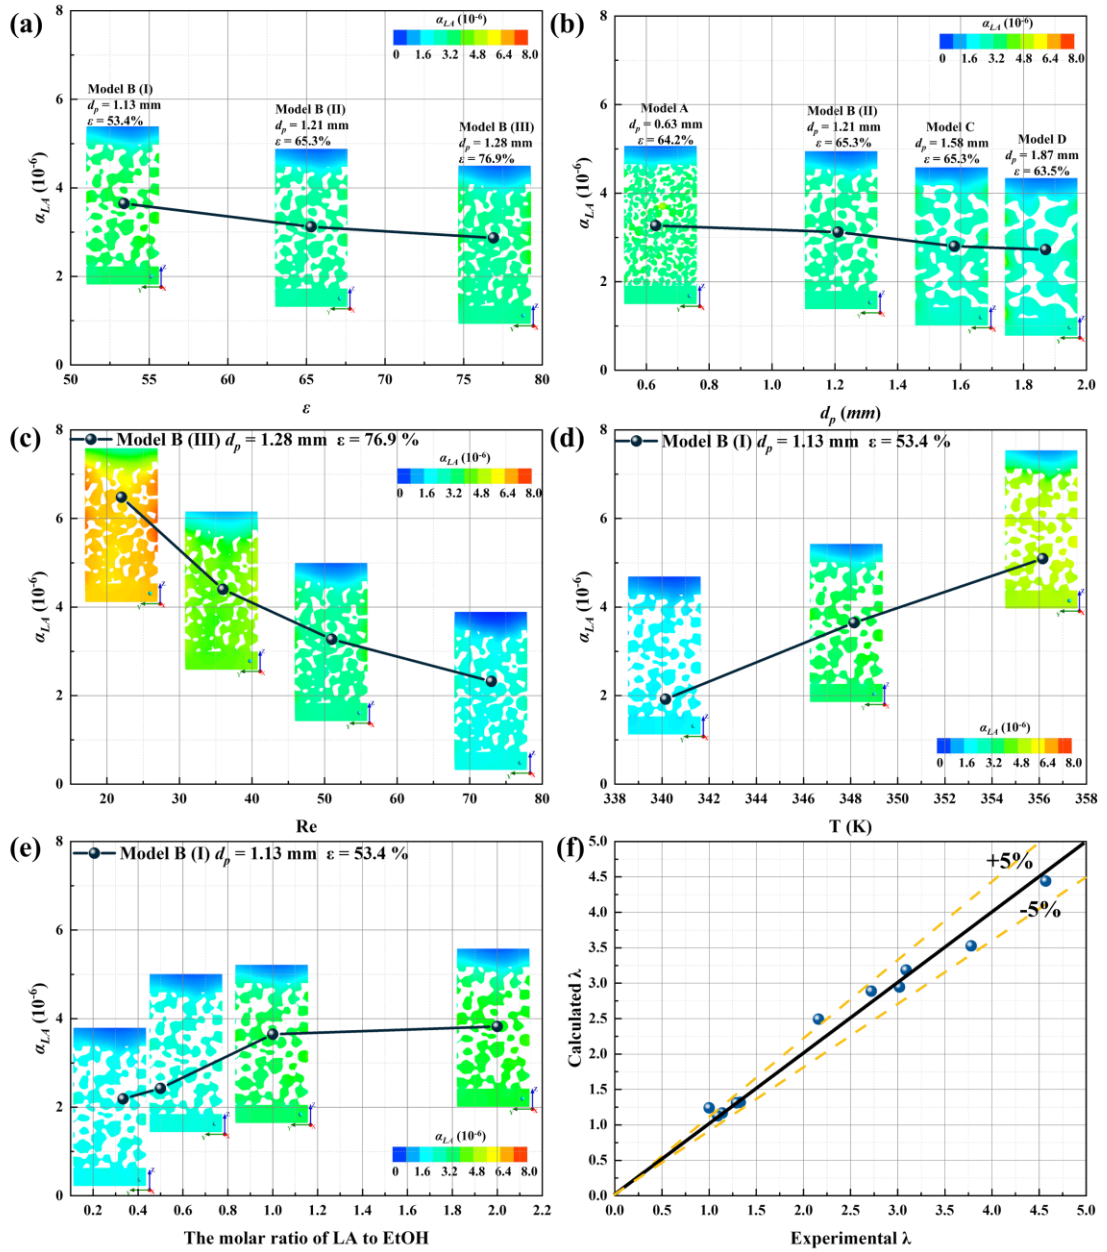 (a)
α_LA (10⁻⁶)
0 1.6 3.2 4.8 6.4 8.0
Model B (I)
d_p = 1.13 mm
ε = 53.4%
Model B (II)
d_p = 1.21 mm
ε = 65.3%
Model B (III)
d_p = 1.28 mm
ε = 76.9%
α_LA (10⁻⁶)
8
6
4
2
0
50 55 60 65 70 75 80
ε
(b)
α_LA (10⁻⁶)
0 1.6 3.2 4.8 6.4 8.0
Model A
d_p = 0.63 mm
ε = 64.2%
Model B (II)
d_p = 1.21 mm
ε = 65.3%
Model C
d_p = 1.58 mm
ε = 65.3%
Model D
d_p = 1.87 mm
ε = 63.5%
α_LA (10⁻⁶)
8
6
4
2
0
0.6 0.8 1.0 1.2 1.4 1.6 1.8 2.0
d_p (mm)
(c)
Model B (III) d_p = 1.28 mm ε = 76.9 %
α_LA (10⁻⁶)
0 1.6 3.2 4.8 6.4 8.0
α_LA (10⁻⁶)
8
6
4
2
0
20 30 40 50 60 70 80
Re
(d)
Model B (I) d_p = 1.13 mm ε = 53.4 %
α_LA (10⁻⁶)
0 1.6 3.2 4.8 6.4 8.0
α_LA (10⁻⁶)
8
6
4
2
0
338 340 342 344 346 348 350 352 354 356 358
T (K)
(e)
Model B (I) d_p = 1.13 mm ε = 53.4 %
α_LA (10⁻⁶)
0 1.6 3.2 4.8 6.4 8.0
α_LA (10⁻⁶)
8
6
4
2
0
0.2 0.4 0.6 0.8 1.0 1.2 1.4 1.6 1.8 2.0 2.2
The molar ratio of LA to EtOH
(f)
+5%
-5%
Calculated λ
5.0
4.5
4.0
3.5
3.0
2.5
2.0
1.5
1.0
0.5
0.0
0.0 0.5 1.0 1.5 2.0 2.5 3.0 3.5 4.0 4.5 5.0
Experimental λ